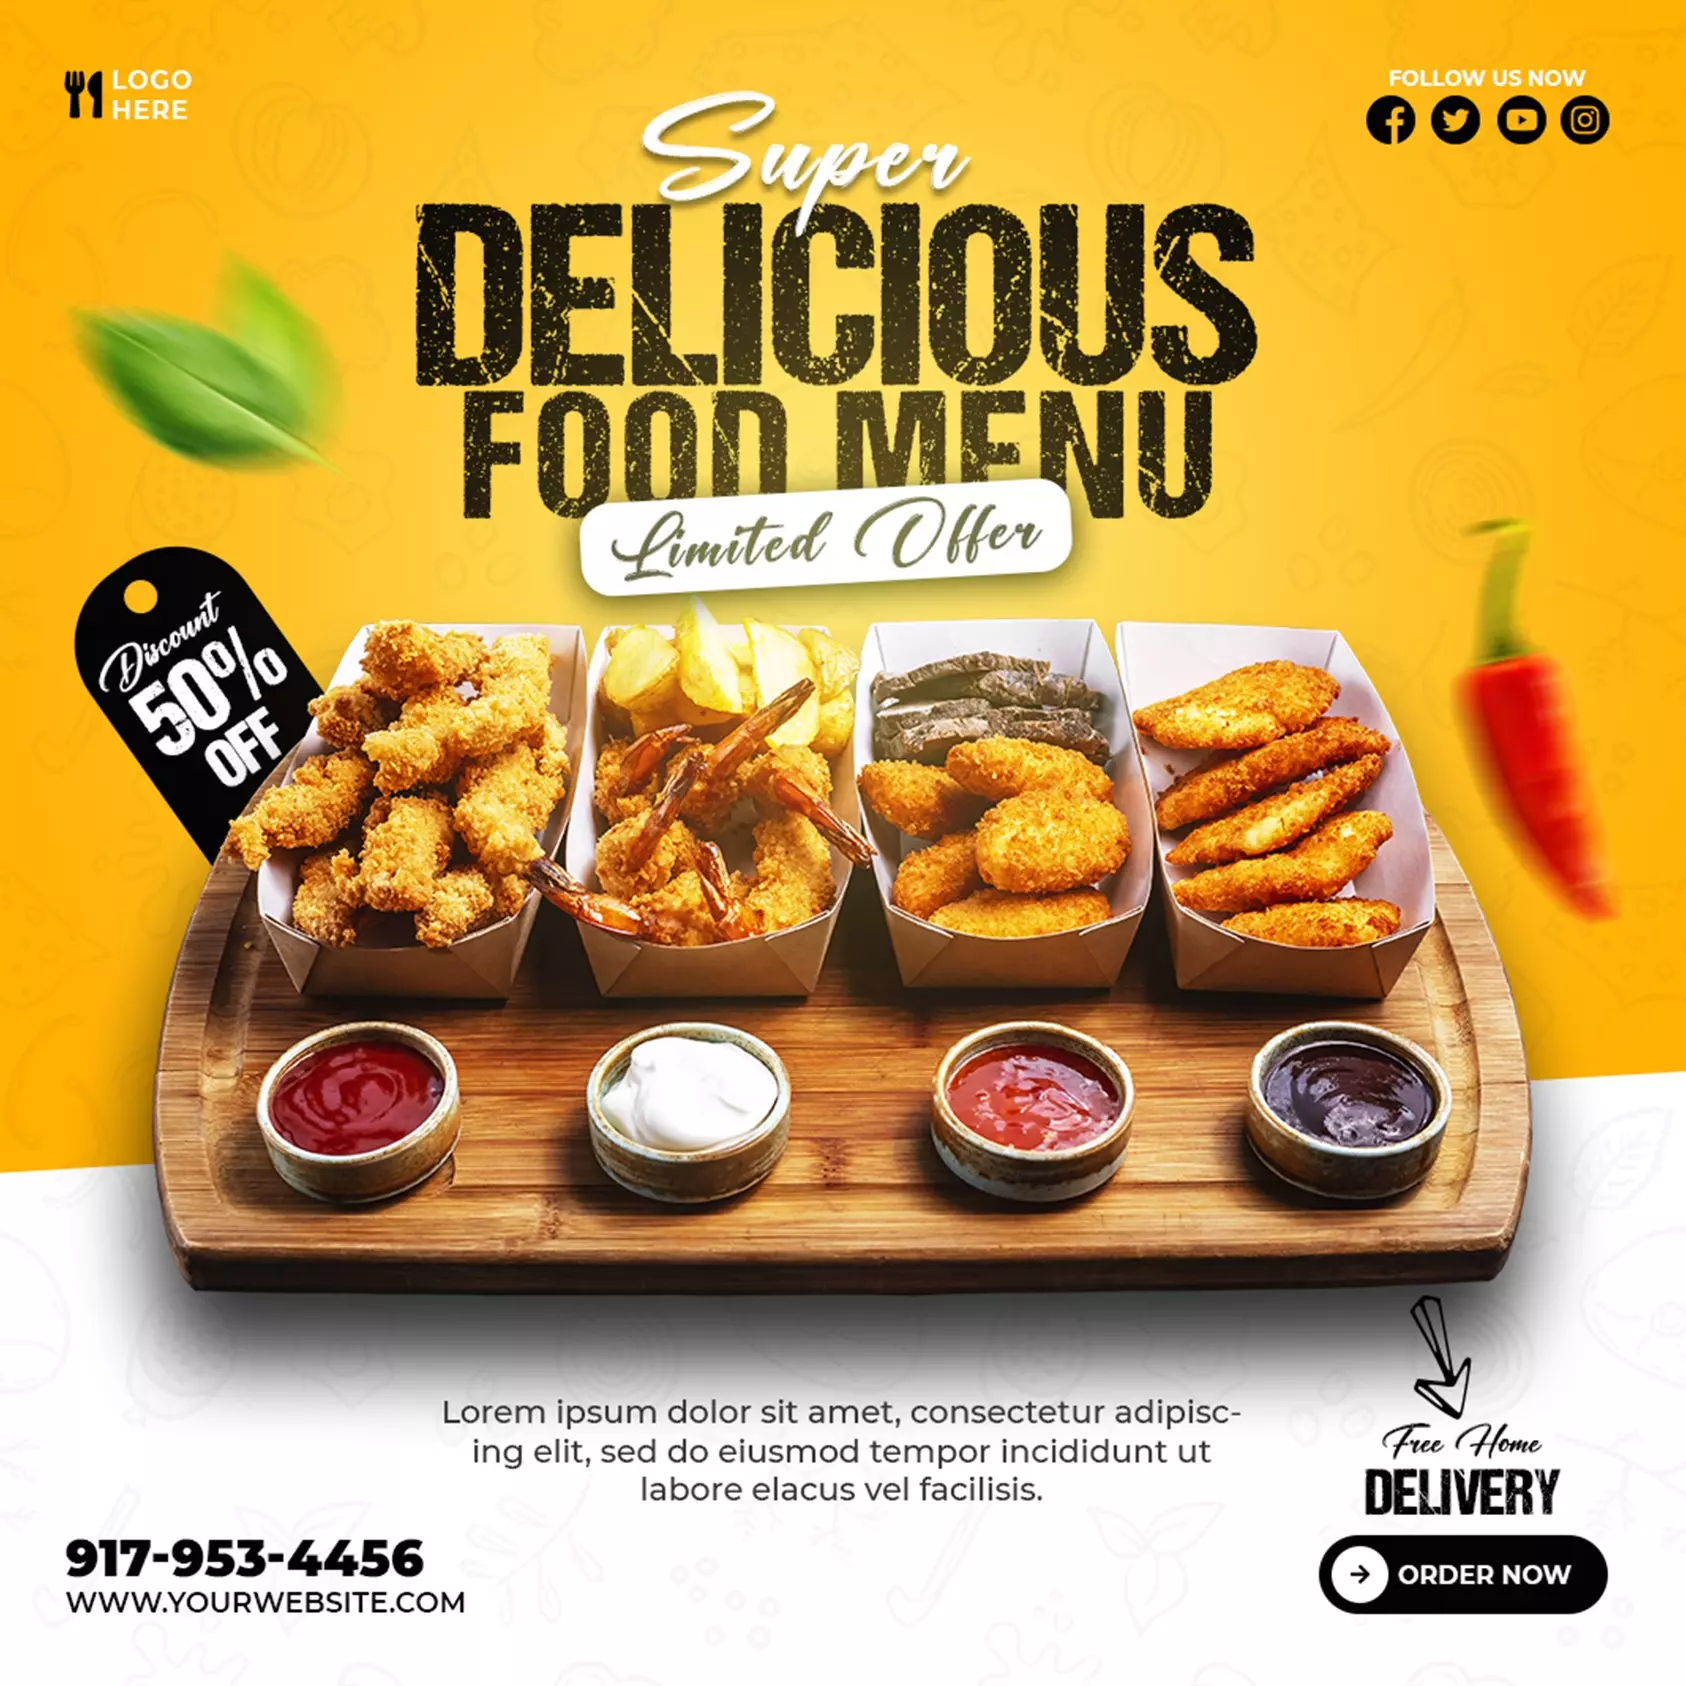 LOGO
HERE
FOLLOW US NOW
Super
DELICIOUS
FOOD MENU
Limited Offer
Discount
50%
OFF
Lorem ipsum dolor sit amet, consectetur adipisc-
ing elit, sed do eiusmod tempor incididunt ut
labore elacus vel facilisis.
Free Home
DELIVERY
ORDER NOW
917-953-4456
WWW.YOURWEBSITE.COM